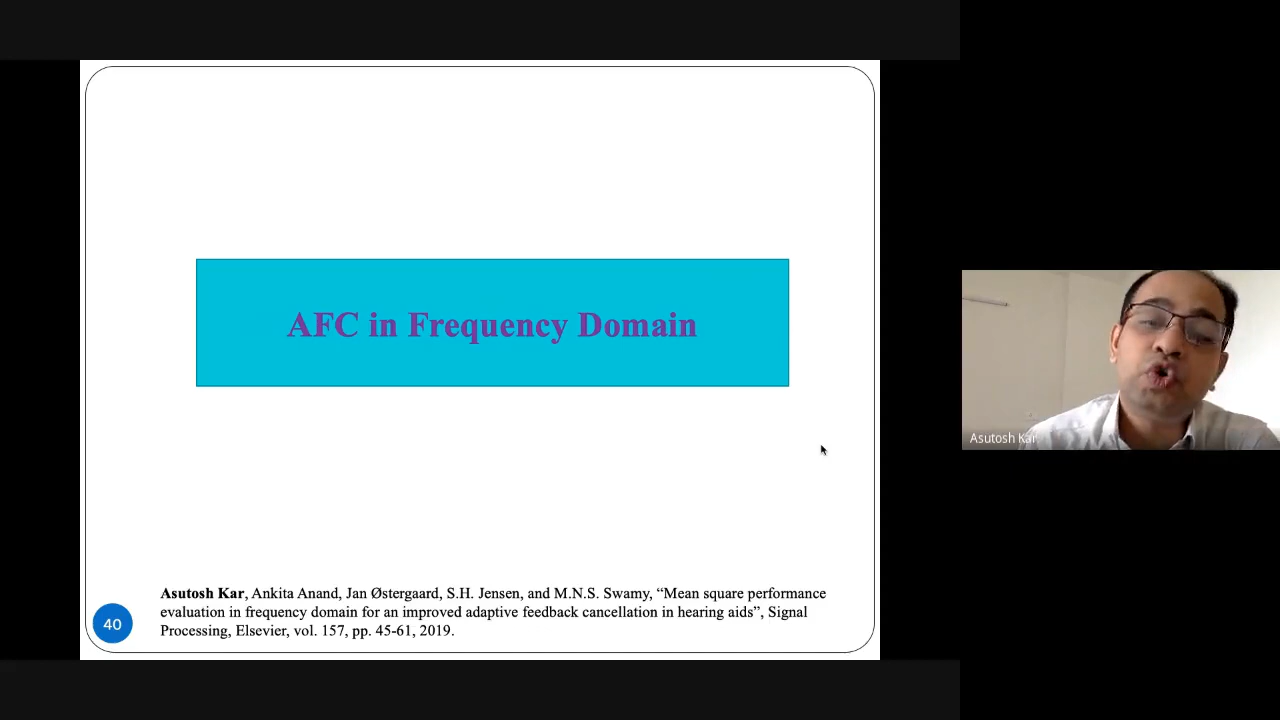 AFC in Frequency Domain
Asutosh Kar
Asutosh Kar, Ankita Anand, Jan Østergaard, S.H. Jensen, and M.N.S. Swamy, “Mean square performance
evaluation in frequency domain for an improved adaptive feedback cancellation in hearing aids”, Signal
Processing, Elsevier, vol. 157, pp. 45-61, 2019.
40